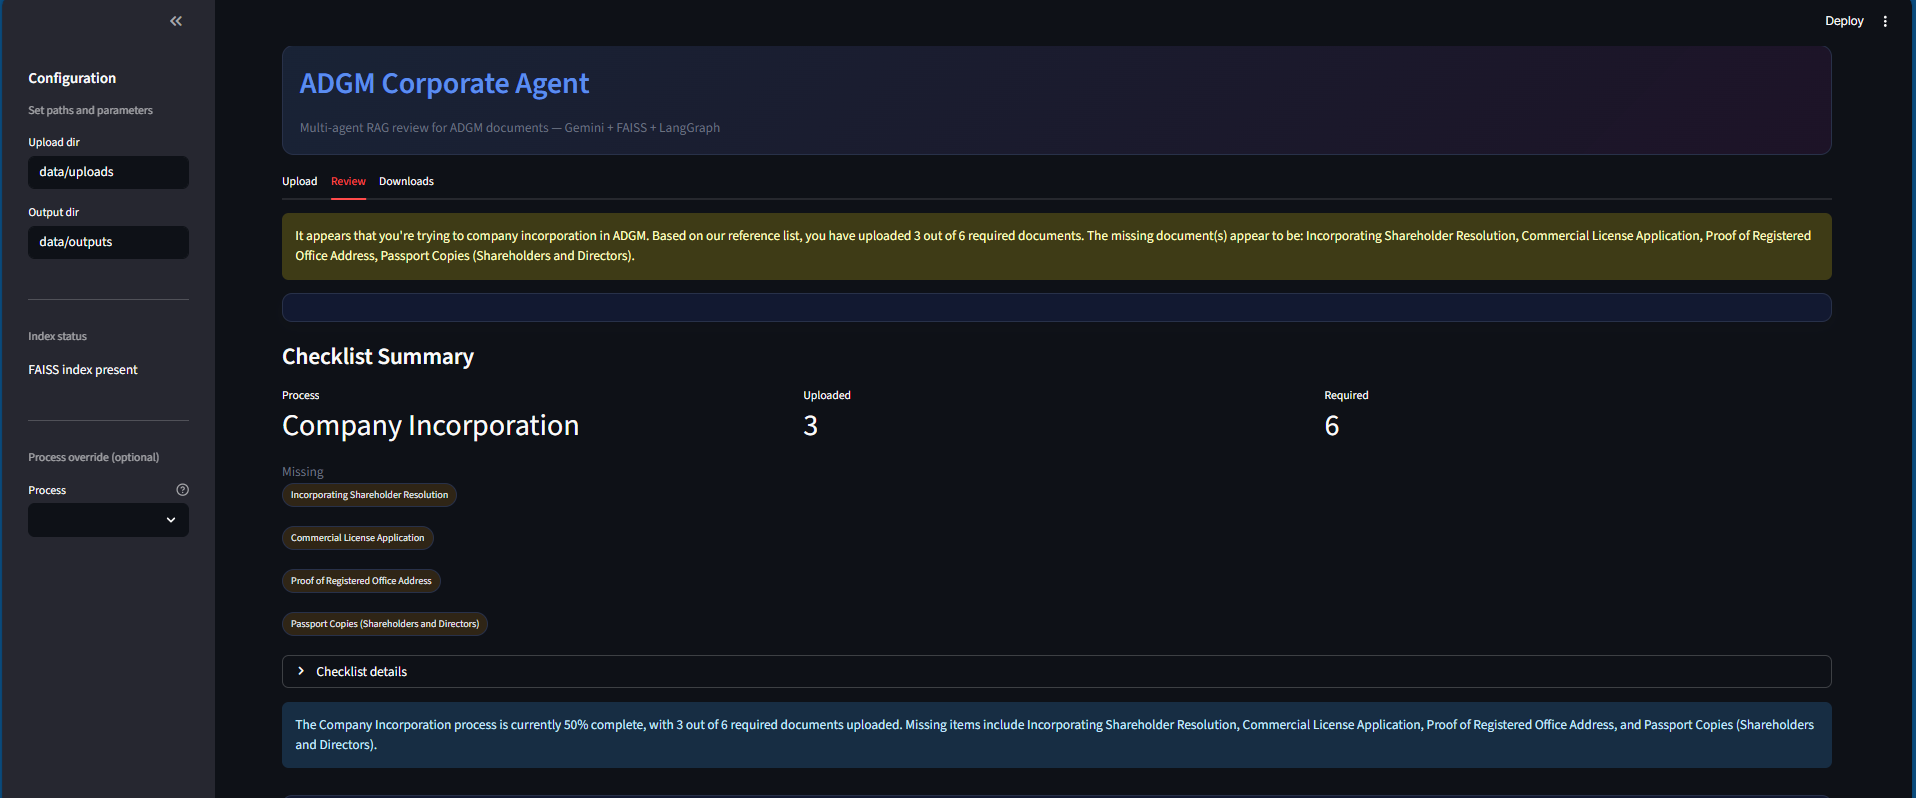 Deploy
Configuration
Set paths and parameters
Upload dir
data/uploads
Output dir
data/outputs
Index status
FAISS index present
Process override (optional)
Process
ADGM Corporate Agent
Multi-agent RAG review for ADGM documents — Gemini + FAISS + LangGraph
Upload Review Downloads
It appears that you're trying to company incorporation in ADGM. Based on our reference list, you have uploaded 3 out of 6 required documents. The missing document(s) appear to be: Incorporating Shareholder Resolution, Commercial License Application, Proof of Registered
Office Address, Passport Copies (Shareholders and Directors).
Checklist Summary
Process Uploaded Required
Company Incorporation 3 6
Missing
Incorporating Shareholder Resolution
Commercial License Application
Proof of Registered Office Address
Passport Copies (Shareholders and Directors)
Checklist details
The Company Incorporation process is currently 50% complete, with 3 out of 6 required documents uploaded. Missing items include Incorporating Shareholder Resolution, Commercial License Application, Proof of Registered Office Address, and Passport Copies (Shareholders
and Directors).